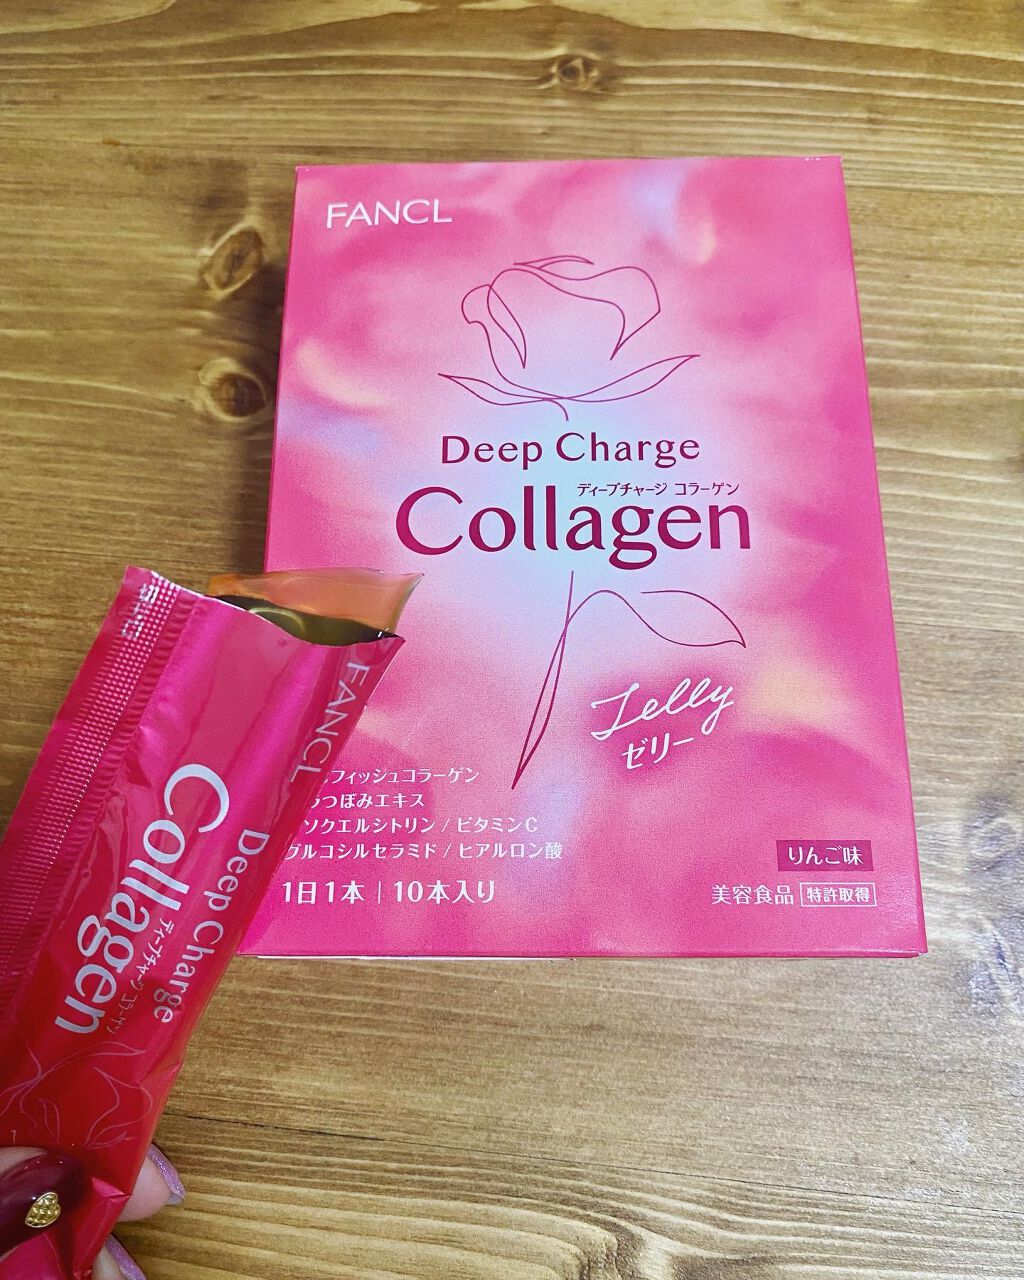 FANCL
Deep Charge
ディープチャージ コラーゲン
Collagen
Jelly
ゼリー
フィッシュコラーゲン
つぼみエキス
ソクエルシトリン / ビタミンC
グルコシルセラミド / ヒアルロン酸
1日1本 | 10本入り
りんご味
美容食品 特許取得
FANCL
Deep Charge
ディープチャージ コラーゲン
Collagen